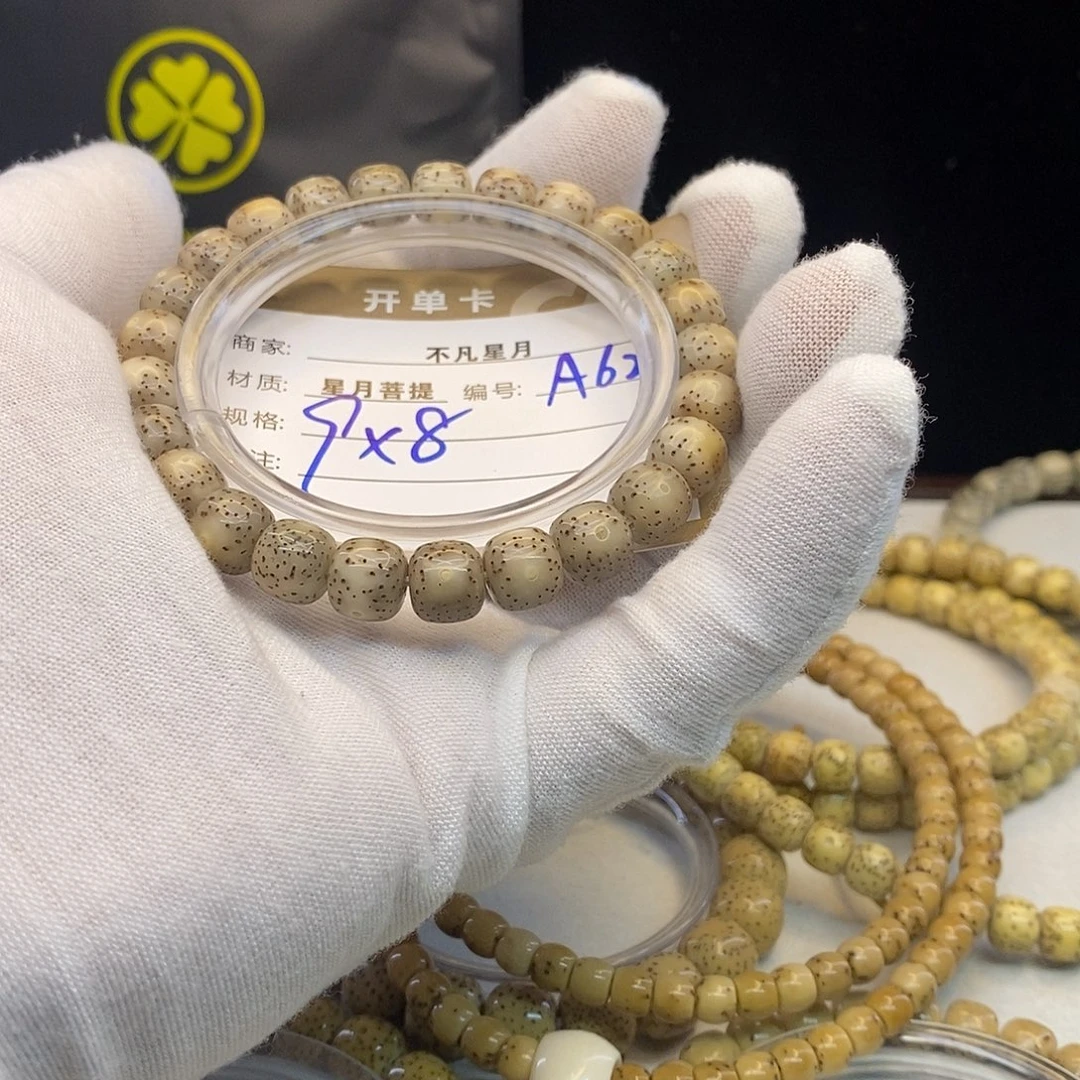 开单卡
商家: 不凡星月
材质: 星月菩提 编号: A62
规格: 9x8
注: